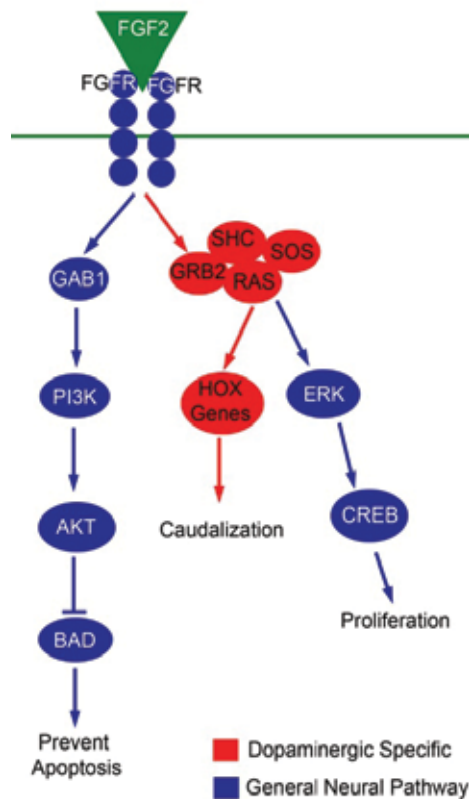 FGF2
FGFR FGFR
SHC
SOS
GRB2
RAS
GAB1
PI3K
HOX
Genes
ERK
AKT
Caudalization
CREB
BAD
Proliferation
Prevent
Apoptosis
Dopaminergic Specific
General Neural Pathway